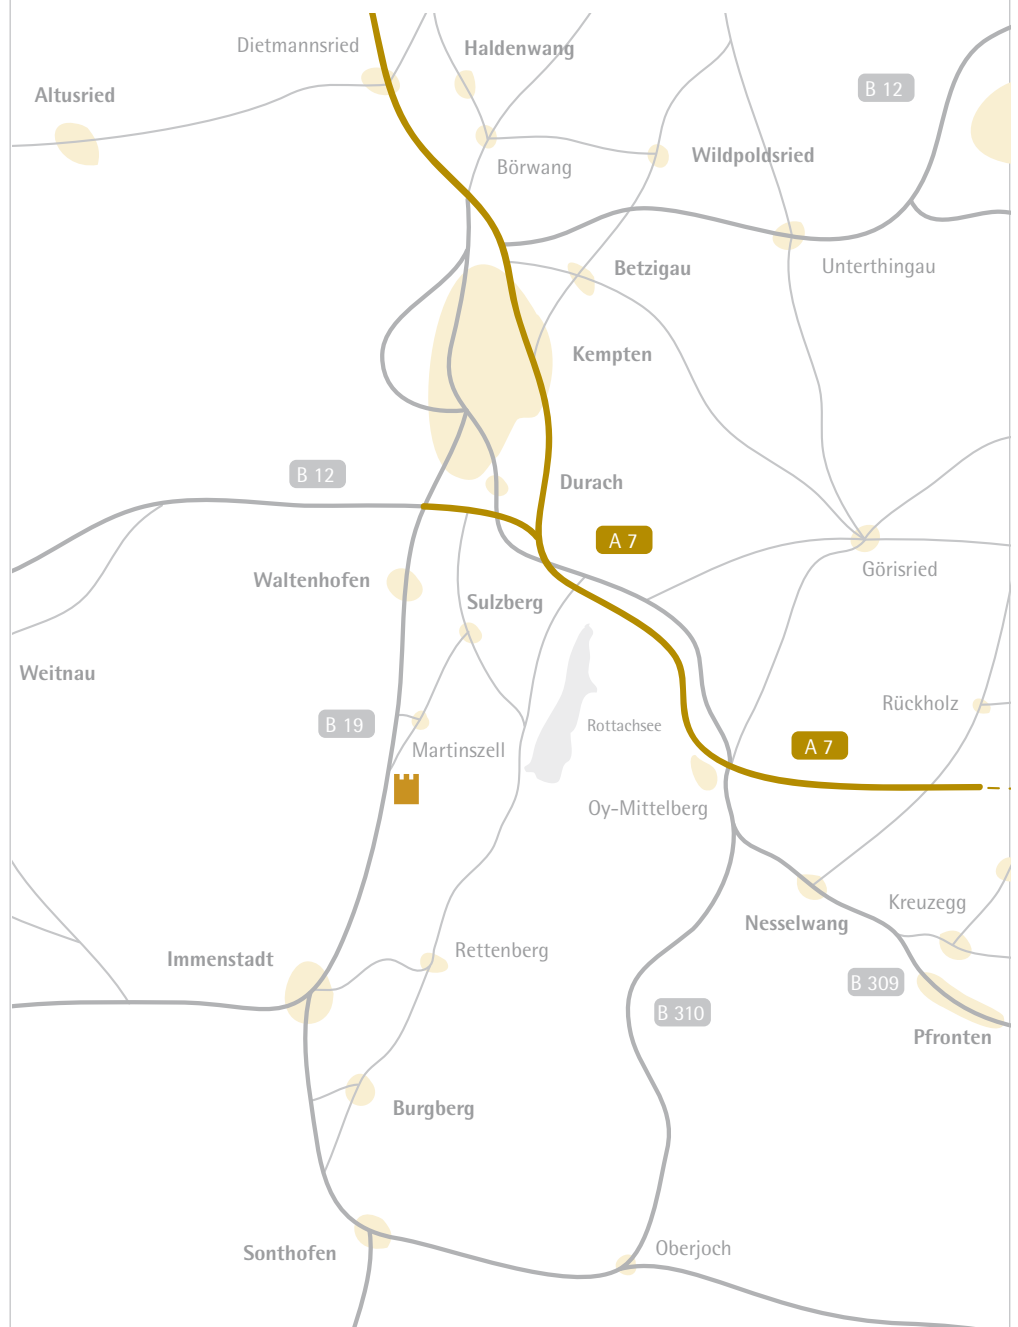 Dietmannsried
Haldenwang
B 12
Altusried
Wildpoldsried
Börwang
Unterthingau
Betzigau
Kempten
B 12
Durach
A 7
Görisried
Waltenhofen
Sulzberg
Weitnau
Rückholz
B 19
Rottachsee
Martinszell
A 7
Oy-Mittelberg
Kreuzegg
Nesselwang
Rettenberg
Immenstadt
B 309
B 310
Pfronten
Burgberg
Oberjoch
Sonthofen